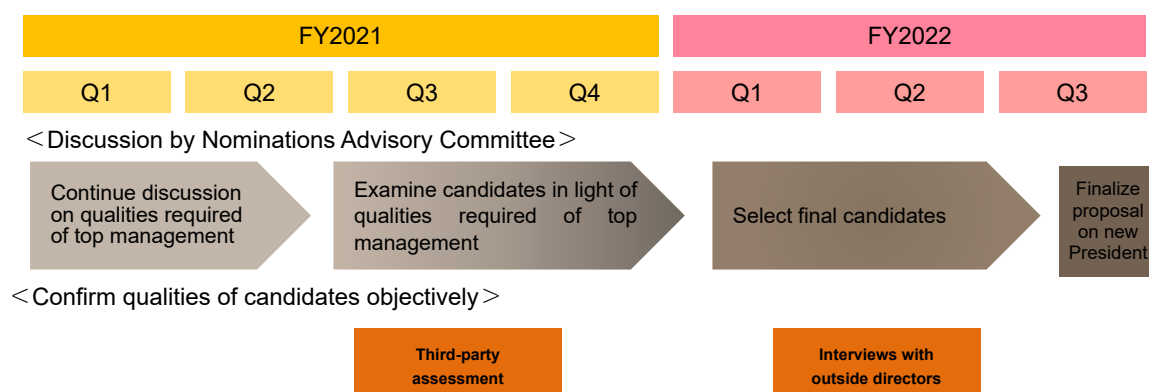 FY2021 FY2022
Q1 Q2 Q3 Q4 Q1 Q2 Q3
＜Discussion by Nominations Advisory Committee＞
Continue discussion
on qualities required
of top management
Examine candidates in light of
qualities required of top
management
Select final candidates
Finalize
proposal
on new
President
＜Confirm qualities of candidates objectively＞
Third-party
assessment
Interviews with
outside directors